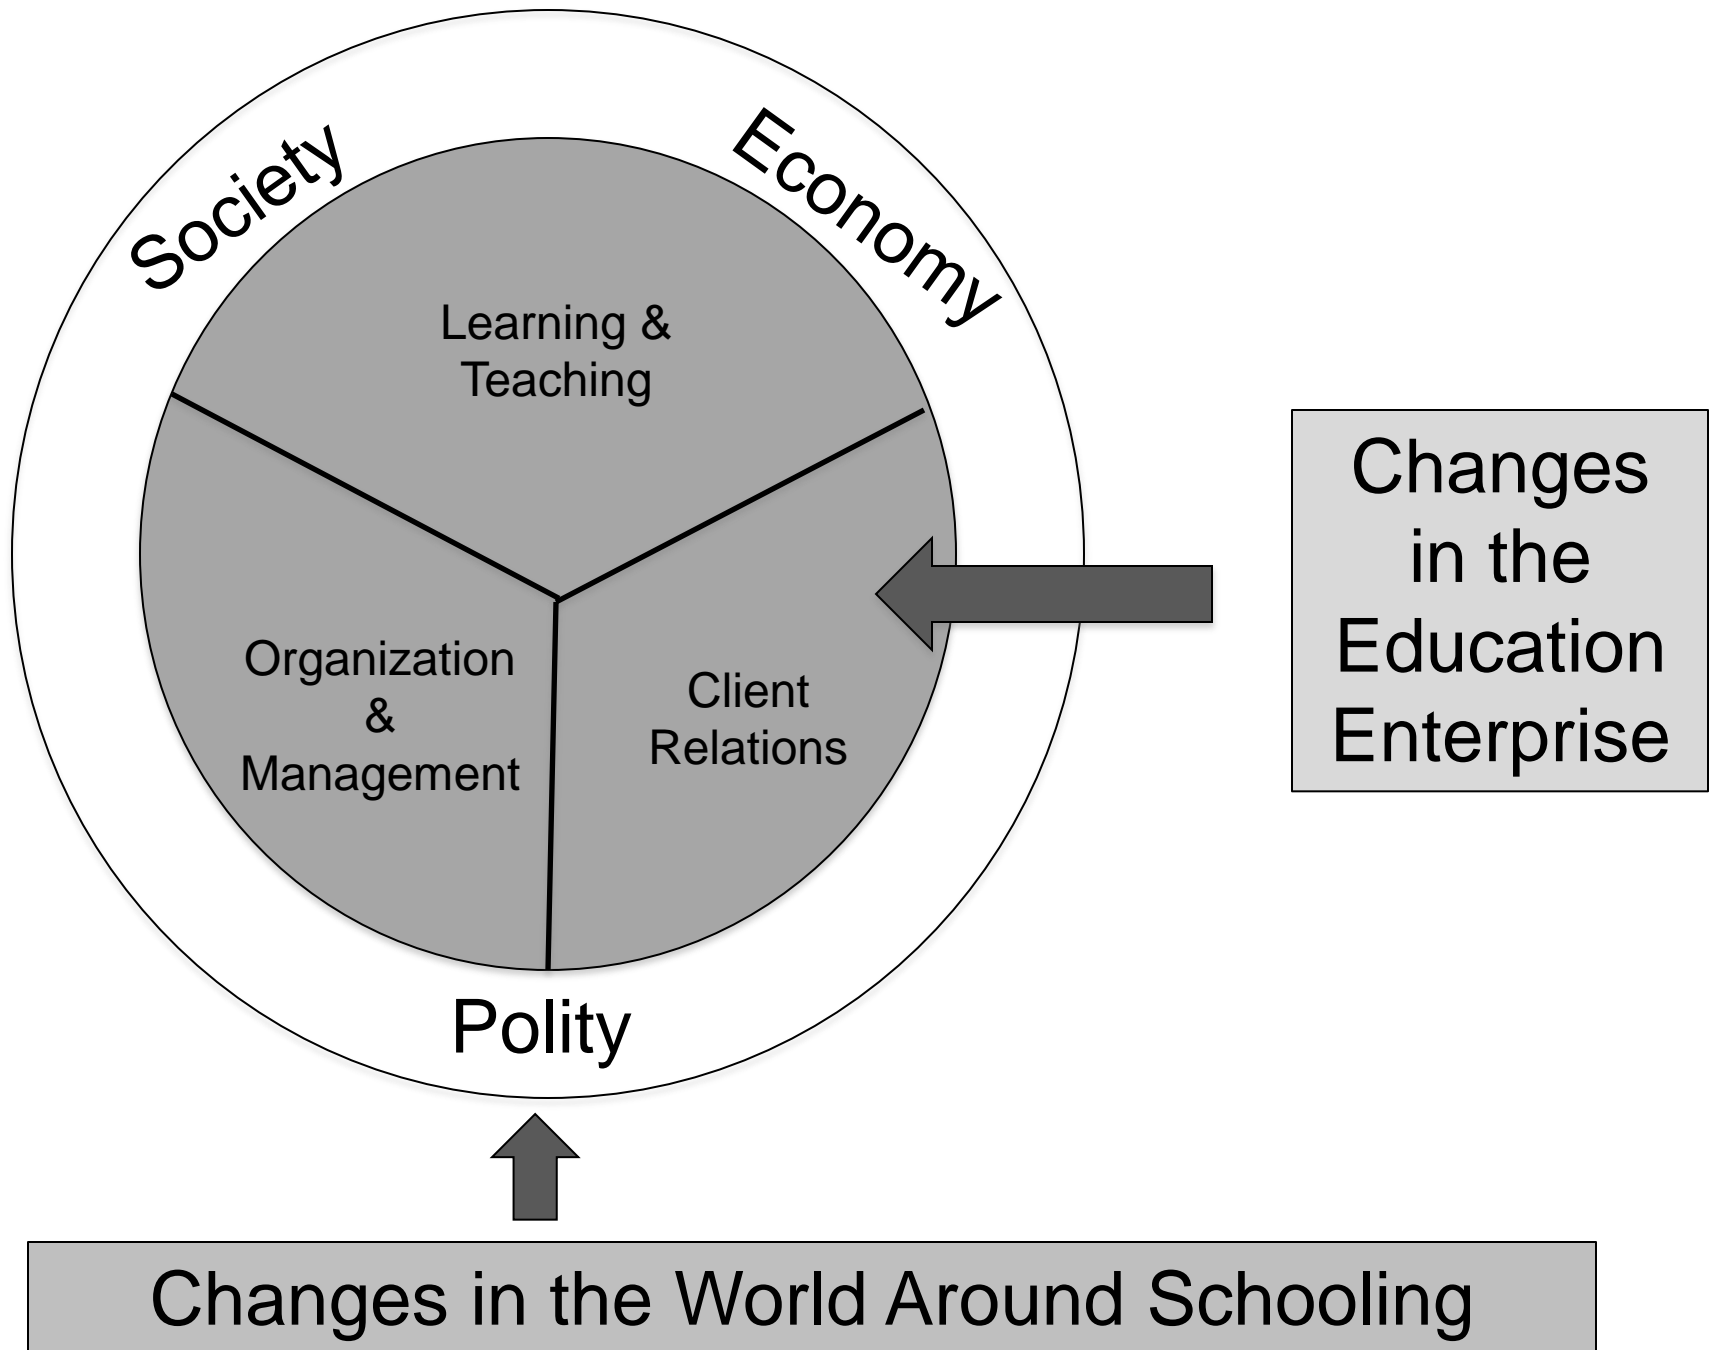 Society
Economy
Learning &
Teaching
Organization
&
Management
Client
Relations
Polity
Changes
in the
Education
Enterprise
Changes in the World Around Schooling